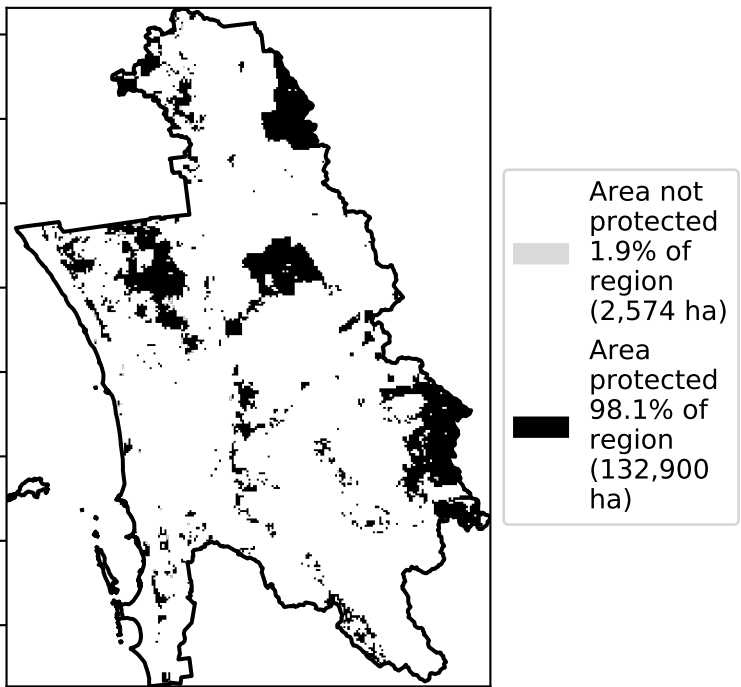 Area not
protected
1.9% of
region
(2,574 ha)
Area
protected
98.1% of
region
(132,900
ha)